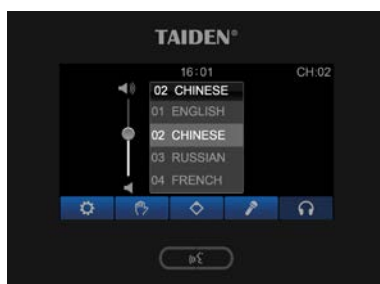 TAIDEN®
16:01
CH:02
02 CHINESE
01 ENGLISH
02 CHINESE
03 RUSSIAN
04 FRENCH